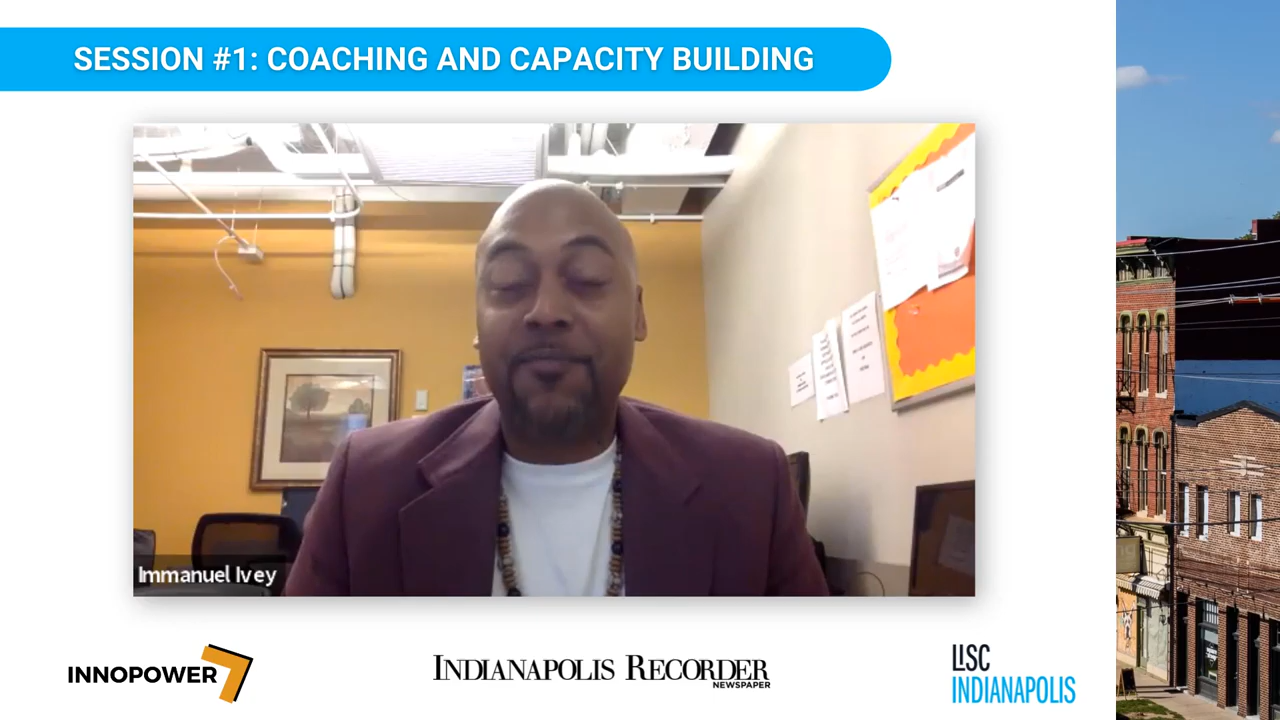 SESSION #1: COACHING AND CAPACITY BUILDING
Immanuel Ivey
INNOPOWER
INDIANAPOLIS RECORDER
NEWSPAPER
LISC
INDIANAPOLIS